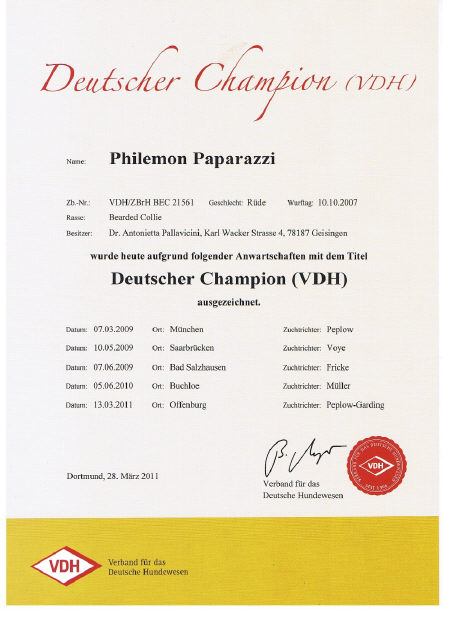 Deutscher Champion (VDH)
Name: Philemon Paparazzi
Zb.-Nr.: VDH/ZBrH BEC 21561 Geschlecht: Rüde Wurftag: 10.10.2007
Rasse: Bearded Collie
Besitzer: Dr. Antonietta Pallavicini, Karl Wacker Strasse 4, 78187 Geisingen
wurde heute aufgrund folgender Anwartschaften mit dem Titel
Deutscher Champion (VDH)
ausgezeichnet.
Datum: 07.03.2009 Ort: München Zuchtrichter: Peplow
Datum: 10.05.2009 Ort: Saarbrücken Zuchtrichter: Voye
Datum: 07.06.2009 Ort: Bad Salzhausen Zuchtrichter: Fricke
Datum: 05.06.2010 Ort: Buchloe Zuchtrichter: Müller
Datum: 13.03.2011 Ort: Offenburg Zuchtrichter: Peplow-Garding
Dortmund, 28. März 2011
Verband für das
Deutsche Hundewesen
VDH
VDH
Verband für das
Deutsche Hundewesen